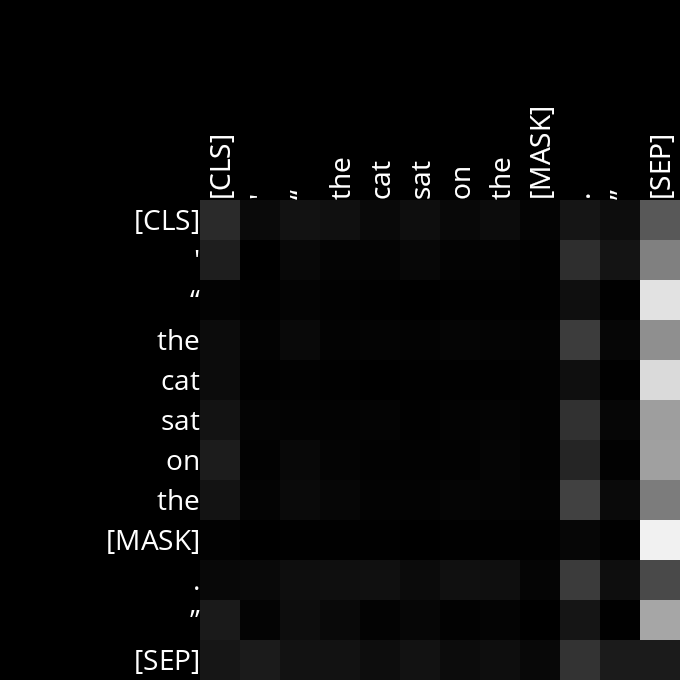 [CLS] ' “ the cat sat on the [MASK] . ” [SEP]
[CLS]
'
“
the
cat
sat
on
the
[MASK]
.
”
[SEP]